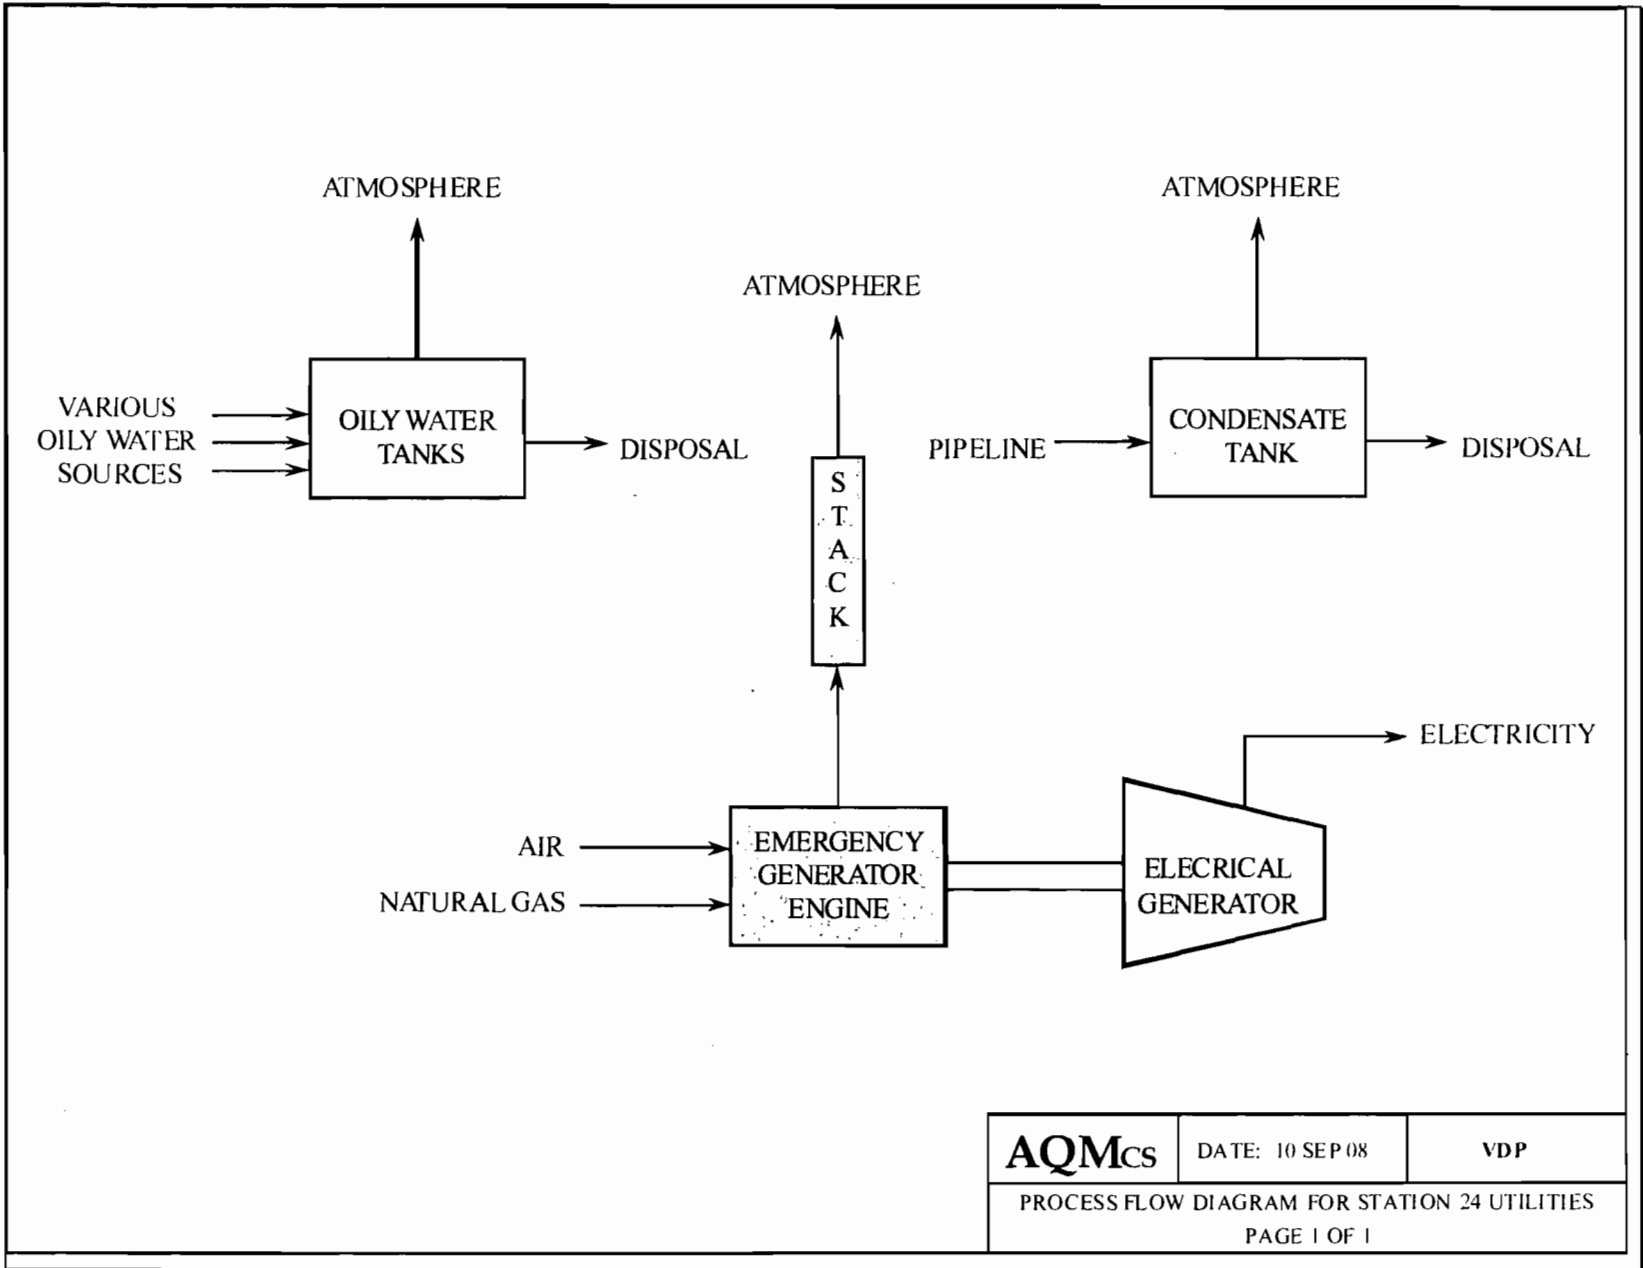 ATMOSPHERE
ATMOSPHERE
ATMOSPHERE
VARIOUS
OILY WATER
SOURCES
OILY WATER
TANKS
DISPOSAL
PIPELINE
CONDENSATE
TANK
DISPOSAL
S
T
A
C
K
ELECTRICITY
AIR
NATURAL GAS
EMERGENCY
GENERATOR
ENGINE
ELECRICAL
GENERATOR
AQMCS
DATE: 10 SEP 08
VDP
PROCESS FLOW DIAGRAM FOR STATION 24 UTILITIES
PAGE 1 OF 1